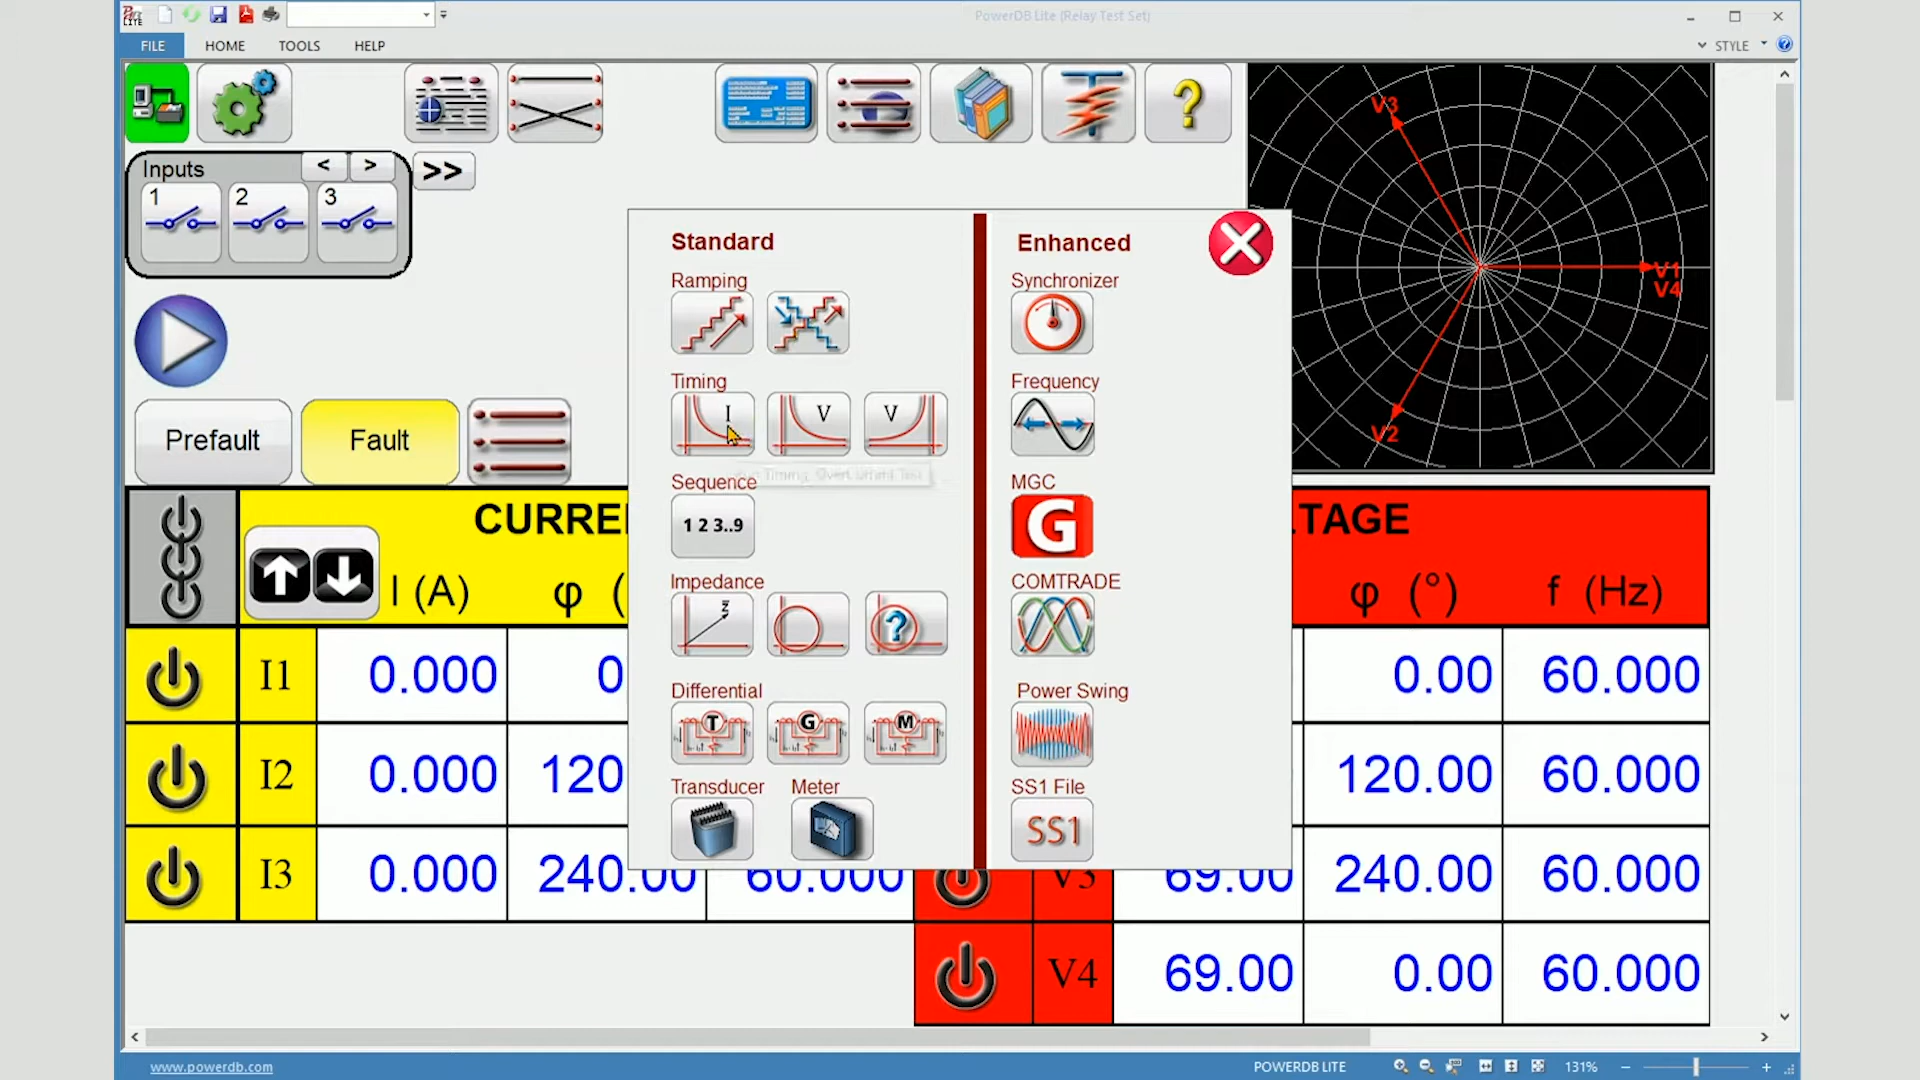 PowerDB Lite (Relay Test Set)
LITE
FILE HOME TOOLS HELP
STYLE
?
Inputs < > >>
1 2 3
V3
V1
V4
V2
Prefault Fault
Standard
Ramping
Timing
I V V
Sequence
1 2 3..9
Impedance
Z
?
Differential
T G M
Transducer Meter
Enhanced
Synchronizer
Frequency
MGC
G
COMTRADE
Power Swing
SS1 File
SS1
CURRE
I (A) φ (
TAGE
φ (°) f (Hz)
I1 0.000 0 0.00 60.000
I2 0.000 120 120.00 60.000
I3 0.000 240.00 60.000 V3 69.00 240.00 60.000
V4 69.00 0.00 60.000
www.powerdb.com
POWERDB LITE
131%